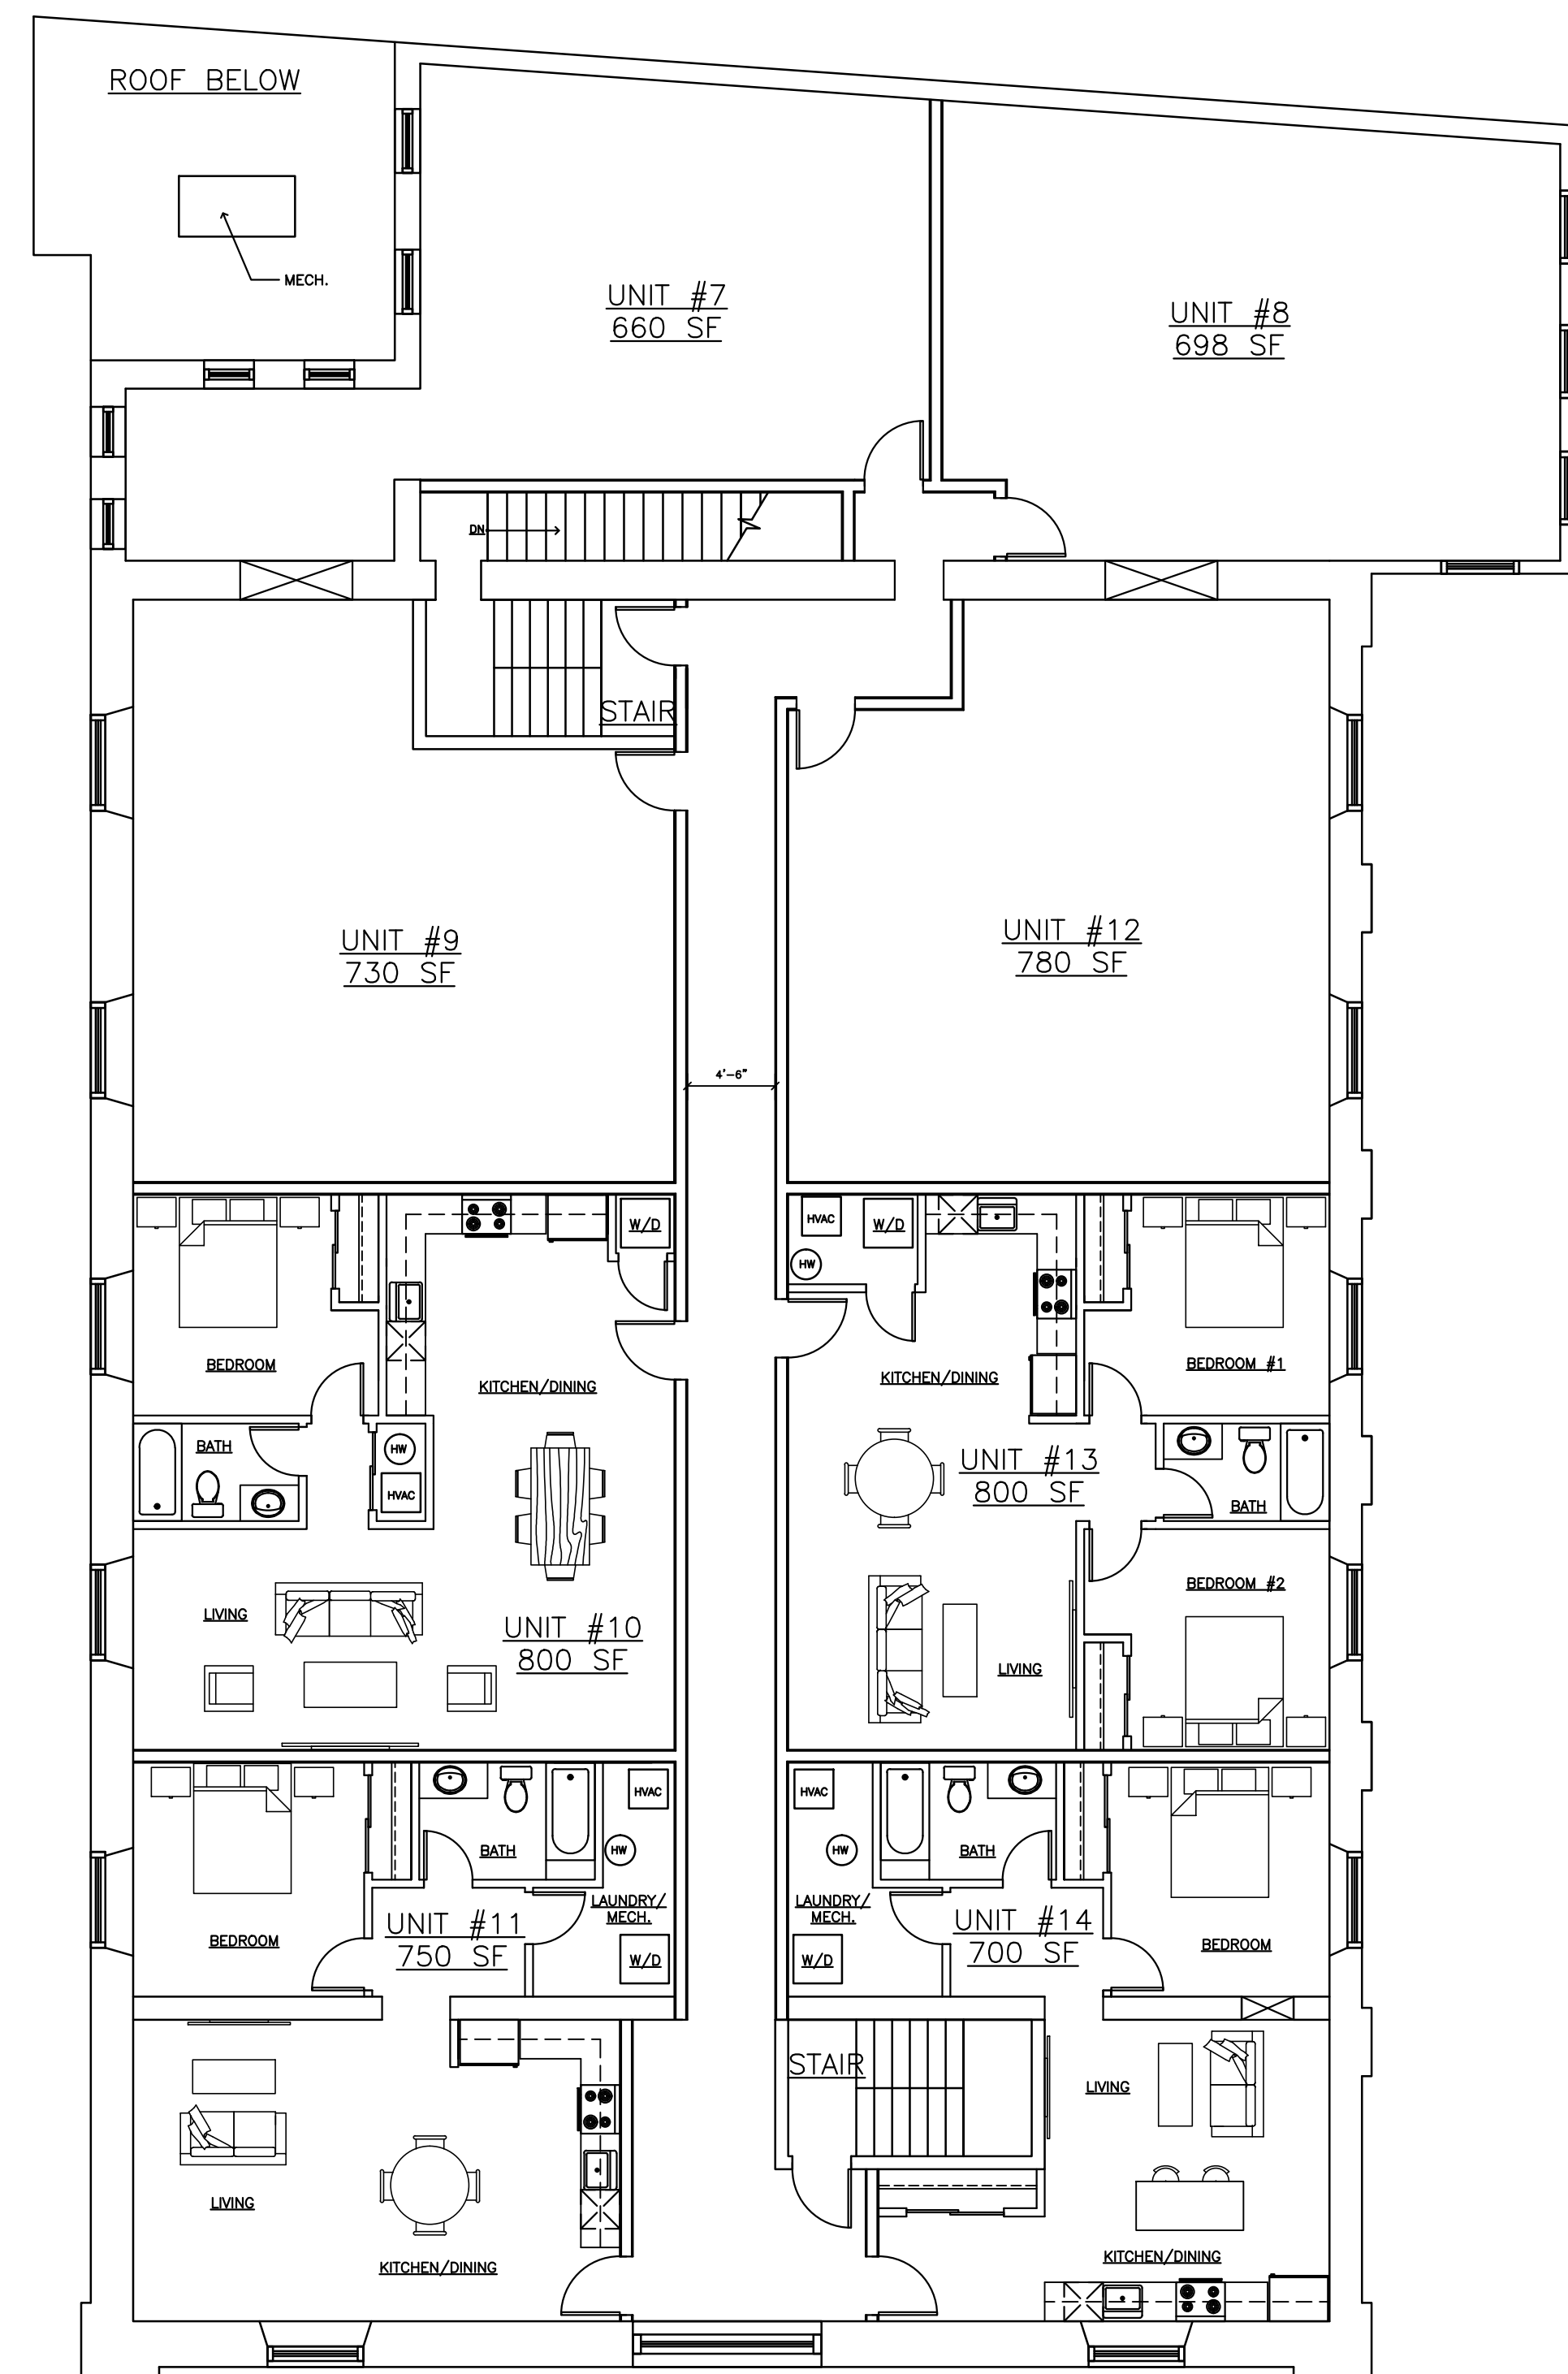 ROOF BELOW
MECH.
UNIT #7
660 SF
UNIT #8
698 SF
DN
STAIR
UNIT #9
730 SF
UNIT #12
780 SF
4'-6"
W/D
HVAC
W/D
HW
BEDROOM
KITCHEN/DINING
KITCHEN/DINING
BEDROOM #1
BATH
HW
HVAC
UNIT #13
800 SF
BATH
LIVING
UNIT #10
800 SF
BEDROOM #2
LIVING
HVAC
HW
BATH
HVAC
HW
BATH
LAUNDRY/
MECH.
LAUNDRY/
MECH.
UNIT #11
750 SF
BEDROOM
W/D
W/D
UNIT #14
700 SF
BEDROOM
STAIR
LIVING
LIVING
KITCHEN/DINING
KITCHEN/DINING